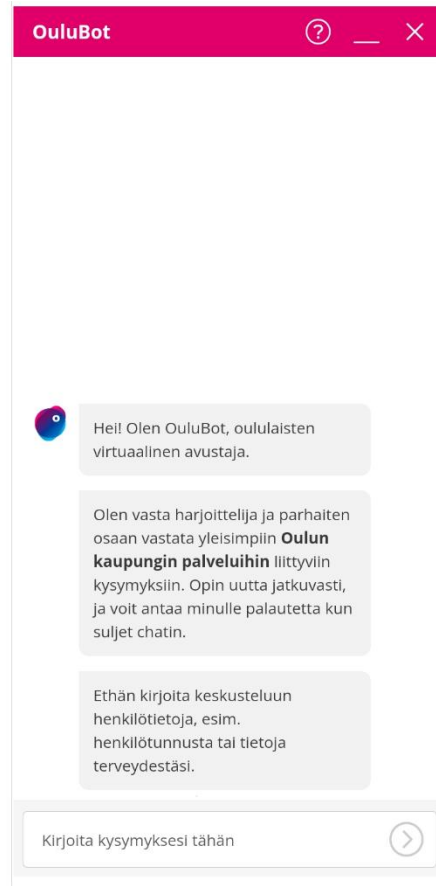 OuluBot
Hei! Olen OuluBot, oululaisten
virtuaalinen avustaja.
Olen vasta harjoittelija ja parhaiten
osaan vastata yleisimpiin Oulun
kaupungin palveluihin liittyviin
kysymyksiin. Opin uutta jatkuvasti,
ja voit antaa minulle palautetta kun
suljet chatin.
Ethän kirjoita keskusteluun
henkilötietoja, esim.
henkilötunnusta tai tietoja
terveydestäsi.
Kirjoita kysymyksesi tähän